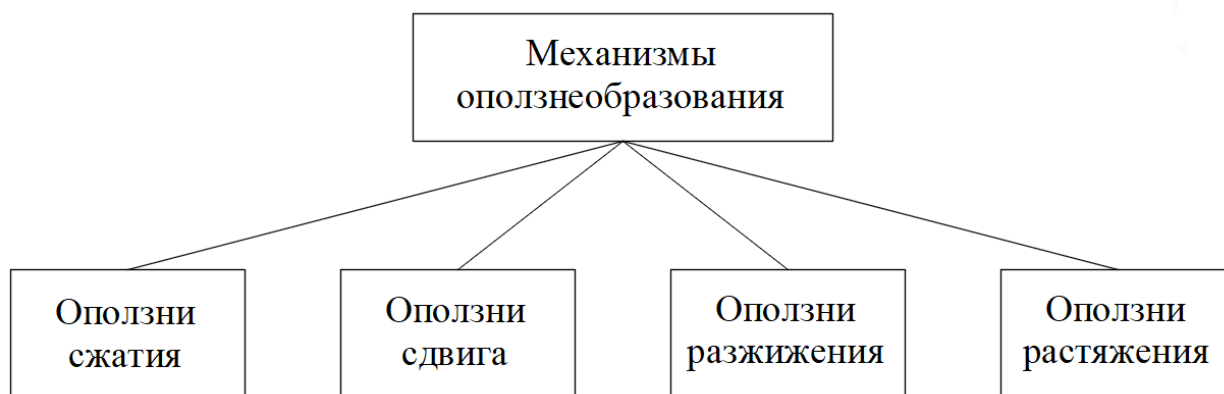 Механизмы
оползнеобразования
Оползни
сжатия
Оползни
сдвига
Оползни
разжижения
Оползни
растяжения